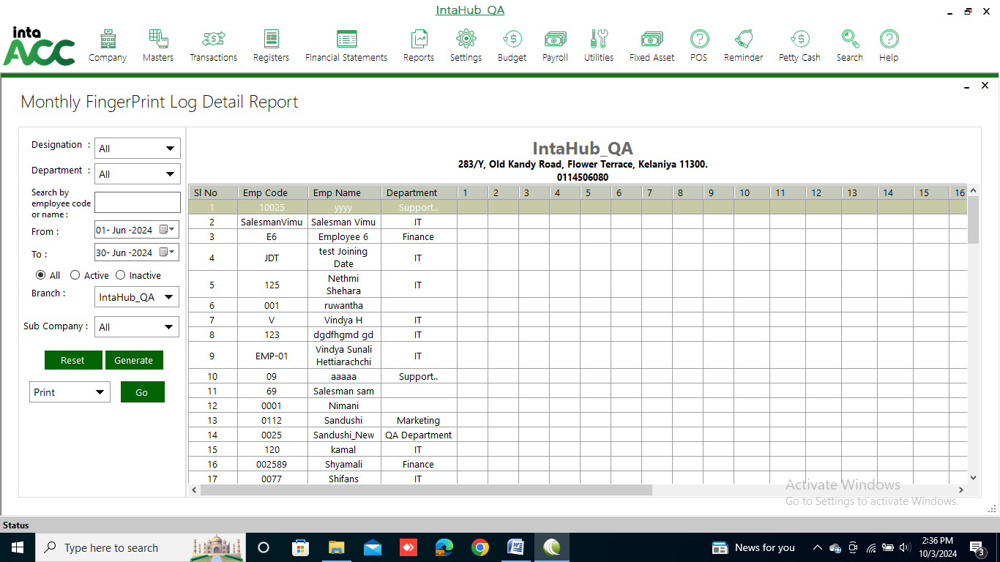 IntaHub_QA
inta
ACC
Company Masters Transactions Registers Financial Statements Reports Settings Budget Payroll Utilities Fixed Asset POS Reminder Petty Cash Search Help
Monthly FingerPrint Log Detail Report
Designation : All
Department : All
Search by
employee code
or name :
From : 01- Jun -2024
To : 30- Jun -2024
All Active Inactive
Branch : IntaHub_QA
Sub Company : All
Reset Generate
Print Go
IntaHub_QA
283/Y, Old Kandy Road, Flower Terrace, Kelaniya 11300.
0114506080
Sl No Emp Code Emp Name Department 1 2 3 4 5 6 7 8 9 10 11 12 13 14 15 16
1 10025 yyyy Support..
2 SalesmanVimu Salesman Vimu IT
3 E6 Employee 6 Finance
4 JDT test Joining Date IT
5 125 Nethmi Shehara IT
6 001 ruwantha
7 V Vindya H IT
8 123 dgdfhgmd gd IT
9 EMP-01 Vindya Sunali Hettiarachchi IT
10 09 aaaaa Support..
11 69 Salesman sam
12 0001 Nimani
13 0112 Sandushi Marketing
14 0025 Sandushi_New QA Department
15 120 kamal IT
16 002589 Shyamali Finance
17 0077 Shifans IT
Activate Windows
Go to Settings to activate Windows.
Status
Type here to search
News for you
2:36 PM
10/3/2024
3